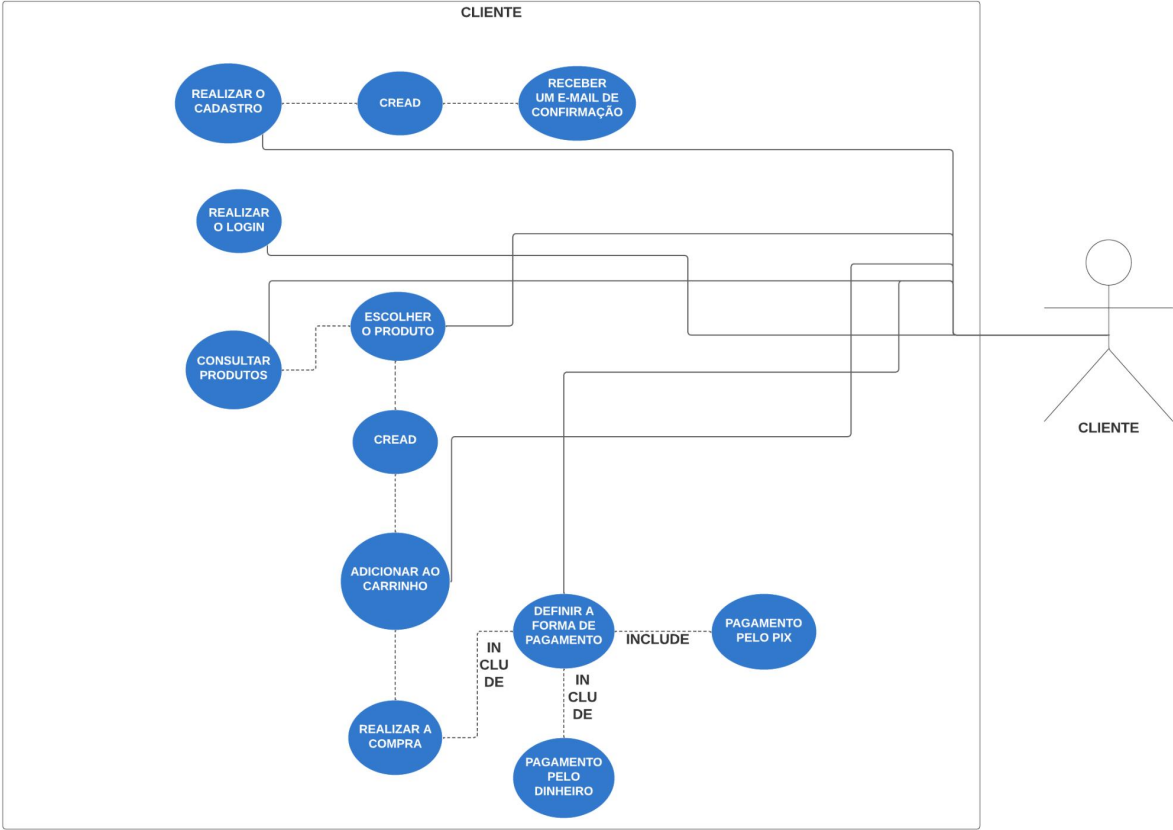 CLIENTE
REALIZAR O
CADASTRO
CREAD
RECEBER
UM E-MAIL DE
CONFIRMAÇÃO
REALIZAR
O LOGIN
ESCOLHER
O PRODUTO
CONSULTAR
PRODUTOS
CREAD
CLIENTE
ADICIONAR AO
CARRINHO
DEFINIR A
FORMA DE
PAGAMENTO
INCLUDE
PAGAMENTO
PELO PIX
IN
CLU
DE
IN
CLU
DE
REALIZAR A
COMPRA
PAGAMENTO
PELO
DINHEIRO